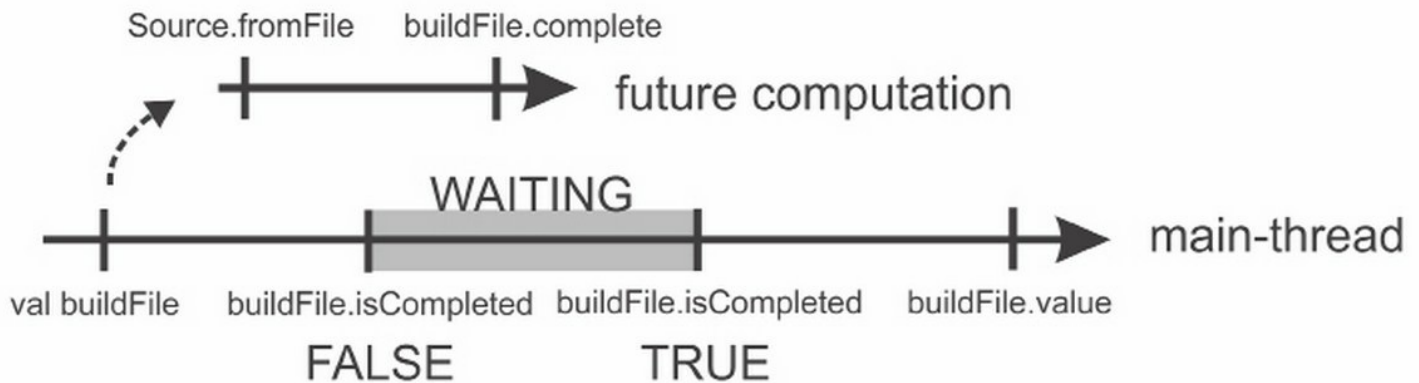 Source.fromFile buildFile.complete
future computation
WAITING
main-thread
val buildFile buildFile.isCompleted buildFile.isCompleted buildFile.value
FALSE TRUE